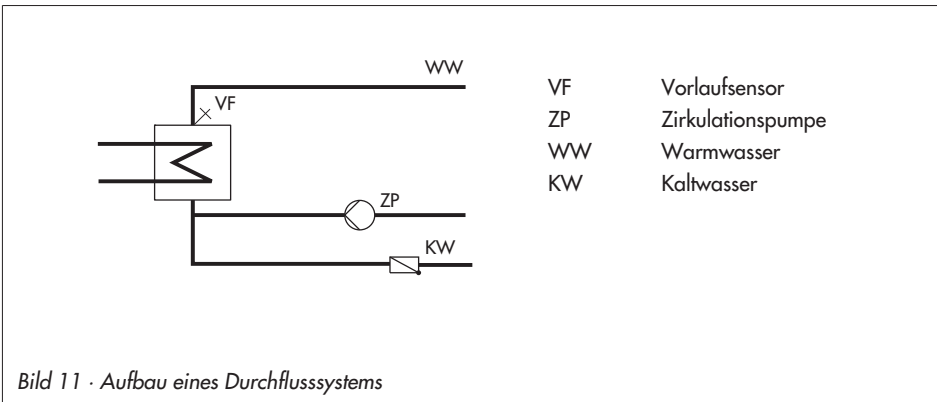 WW
VF
ZP
KW
VF Vorlaufsensor
ZP Zirkulationspumpe
WW Warmwasser
KW Kaltwasser
Bild 11 · Aufbau eines Durchflusssystems